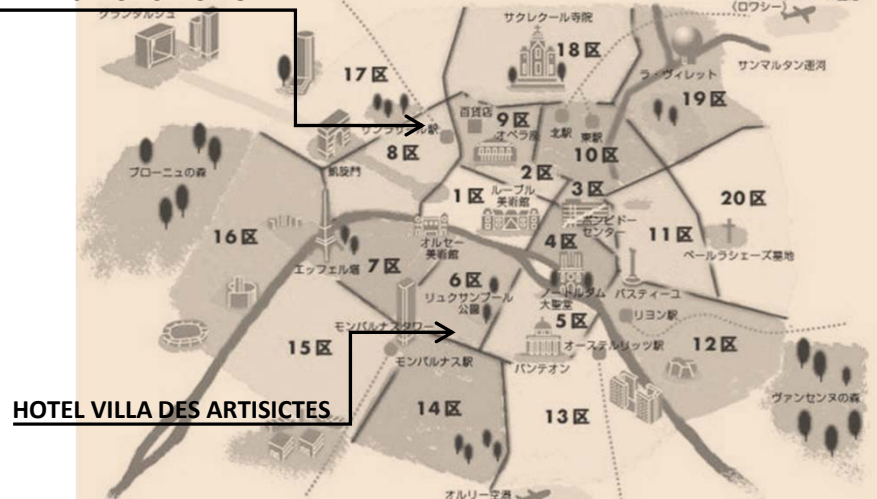 グランダルシュ
サクレクール寺院
(ロワシー)
17区
18区
ラ・ヴィレット
サンマルタン運河
19区
百貨店
9区
オペラ座
サンラザール駅
北駅
東駅
10区
8区
凱旋門
ブローニュの森
2区
1区
ルーブル
美術館
3区
ポンピドー
センター
20区
11区
ペールラシェーズ墓地
16区
オルセー
美術館
4区
エッフェル塔
7区
6区
リュクサンブール
公園
ノートルダム
大聖堂
バスティーユ
5区
リヨン駅
モンパルナスタワー
15区
モンパルナス駅
オーステルリッツ駅
12区
パンテオン
ヴァンセンヌの森
HOTEL VILLA DES ARTISICTES
14区
13区
オルリー空港